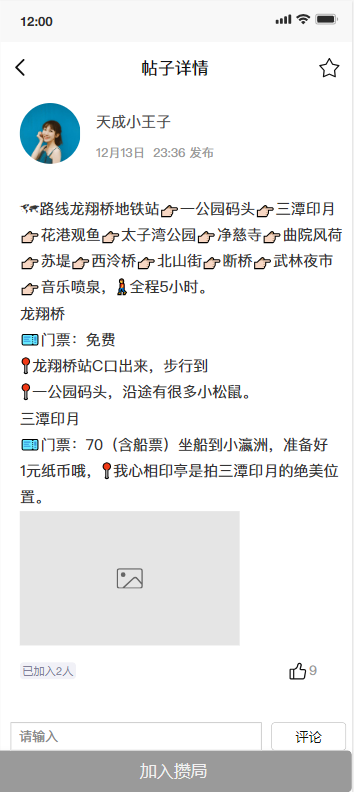 12:00
帖子详情
天成小王子
12月13日 23:36 发布
🗺路线龙翔桥地铁站👉一公园码头👉三潭印月
👉花港观鱼👉太子湾公园👉净慈寺👉曲院风荷
👉苏堤👉西泠桥👉北山街👉断桥👉武林夜市
👉音乐喷泉，🚶全程5小时。
龙翔桥
🎫门票：免费
📍龙翔桥站C口出来，步行到
📍一公园码头，沿途有很多小松鼠。
三潭印月
🎫门票：70（含船票）坐船到小瀛洲，准备好
1元纸币哦，📍我心相印亭是拍三潭印月的绝美位
置。
已加入2人
9
请输入
评论
加入攒局